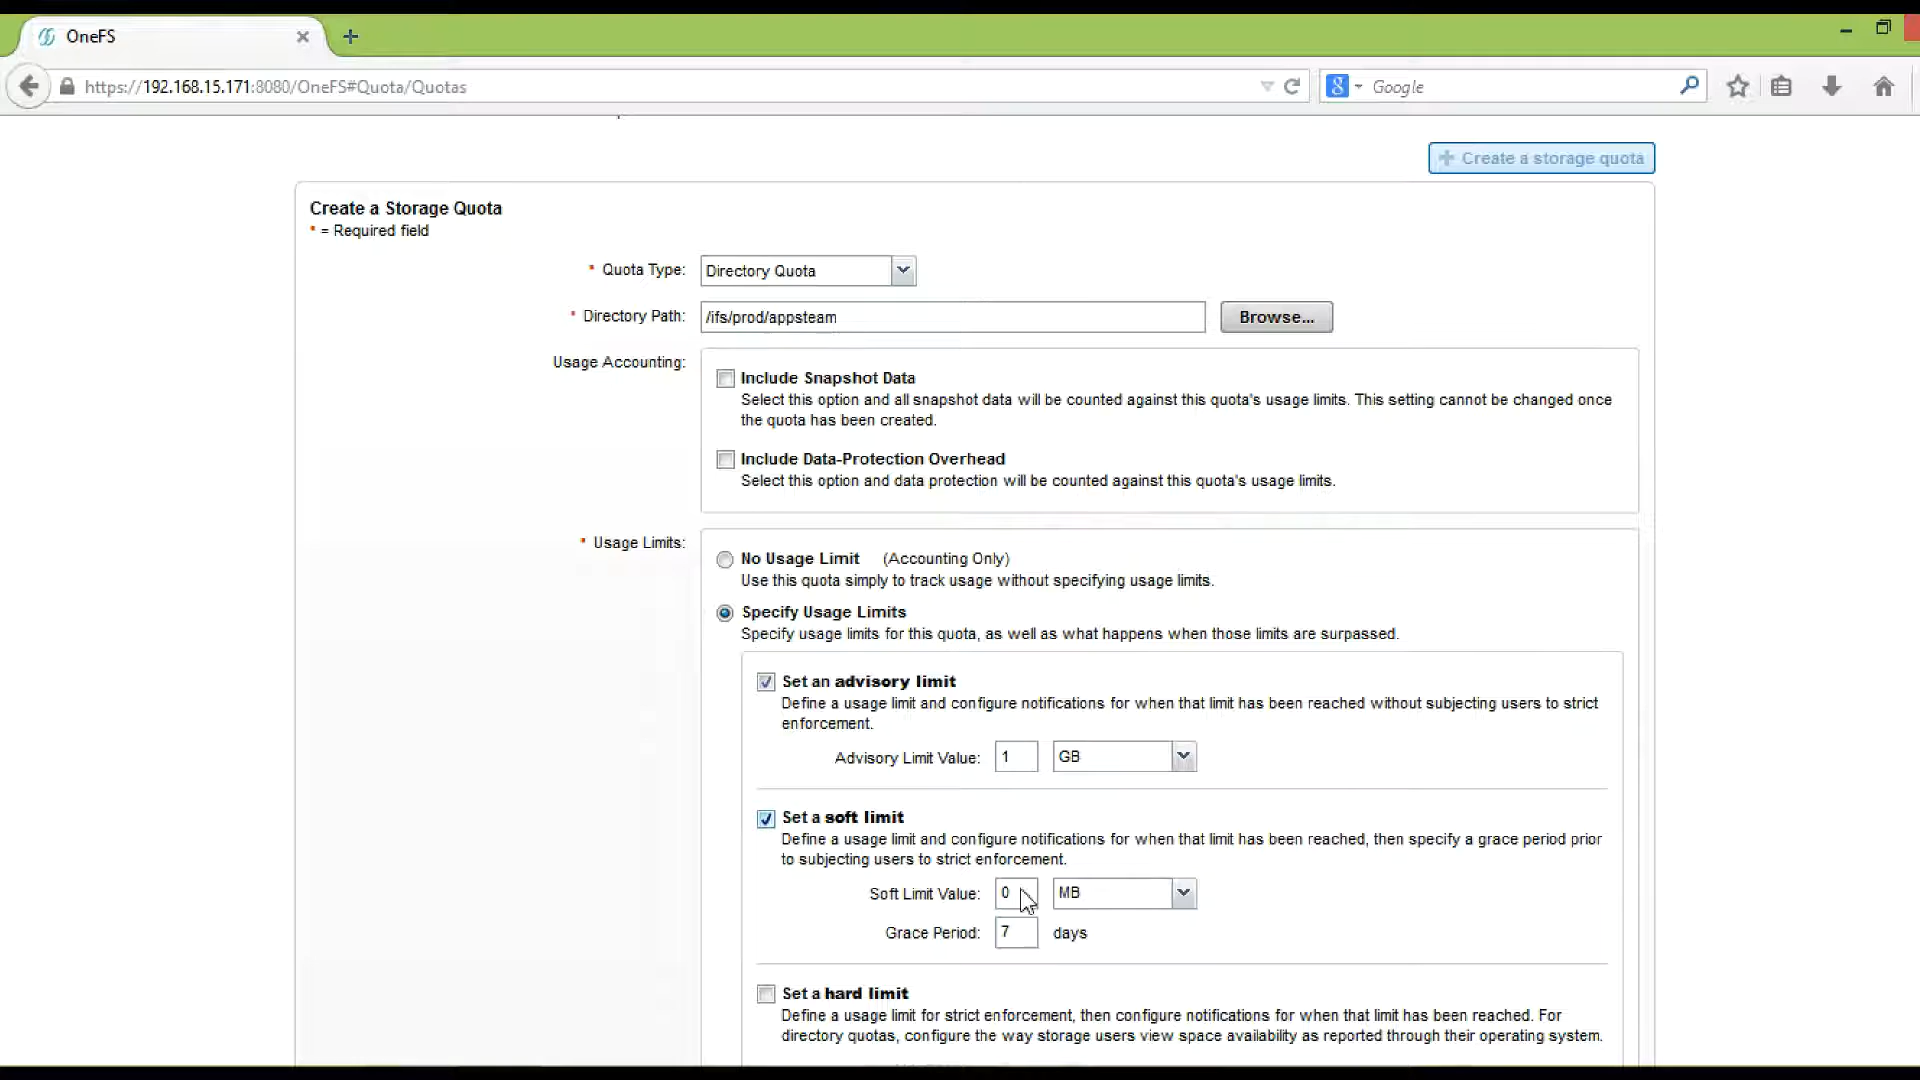 OneFS
https://192.168.15.171:8080/OneFS#Quota/Quotas
Google
Create a storage quota
Create a Storage Quota
* = Required field
* Quota Type: Directory Quota
* Directory Path: /ifs/prod/appsteam Browse...
Usage Accounting:
Include Snapshot Data
Select this option and all snapshot data will be counted against this quota's usage limits. This setting cannot be changed once
the quota has been created.
Include Data-Protection Overhead
Select this option and data protection will be counted against this quota's usage limits.
* Usage Limits:
No Usage Limit (Accounting Only)
Use this quota simply to track usage without specifying usage limits.
Specify Usage Limits
Specify usage limits for this quota, as well as what happens when those limits are surpassed.
Set an advisory limit
Define a usage limit and configure notifications for when that limit has been reached without subjecting users to strict
enforcement.
Advisory Limit Value: 1 GB
Set a soft limit
Define a usage limit and configure notifications for when that limit has been reached, then specify a grace period prior
to subjecting users to strict enforcement.
Soft Limit Value: 0 MB
Grace Period: 7 days
Set a hard limit
Define a usage limit for strict enforcement, then configure notifications for when that limit has been reached. For
directory quotas, configure the way storage users view space availability as reported through their operating system.